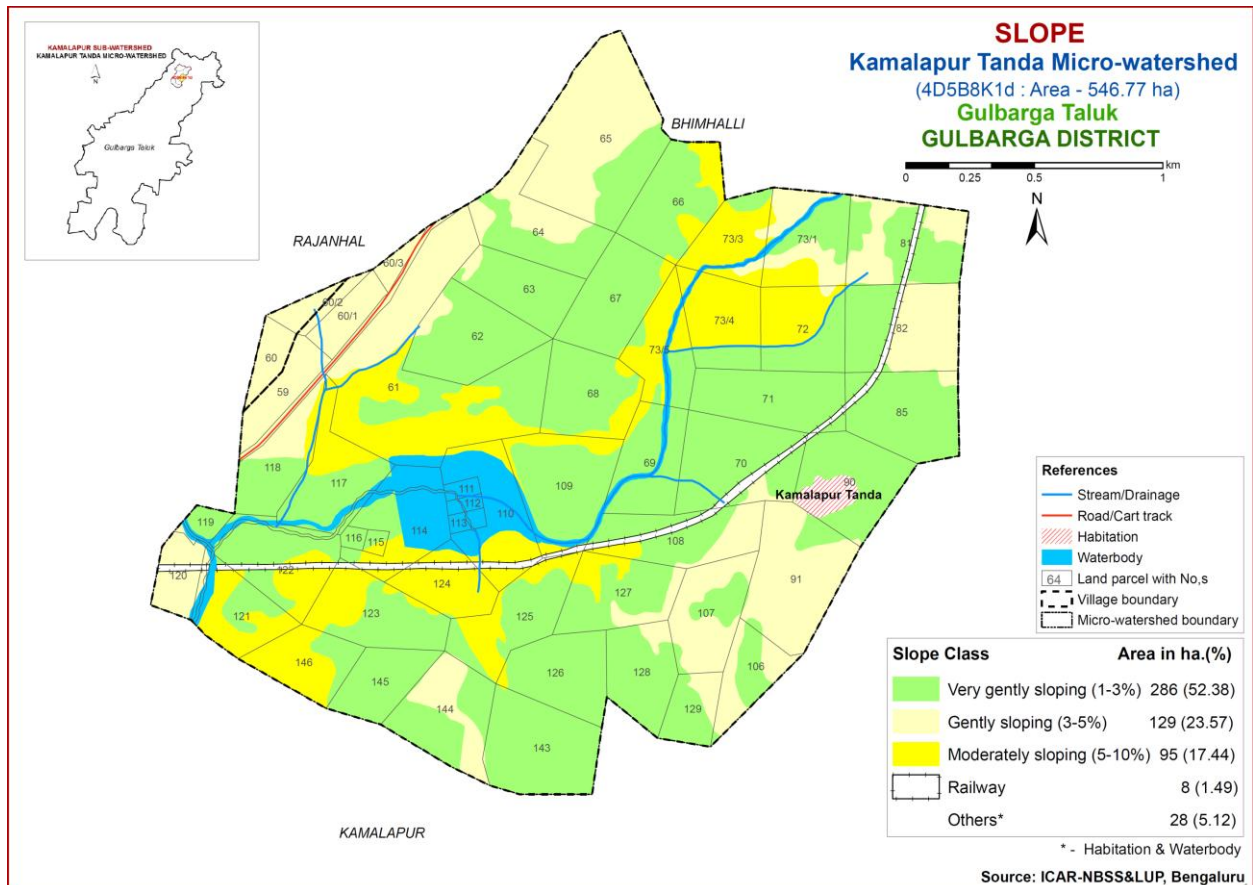 KAMALAPUR SUB-WATERSHED
KAMALAPUR TANDA MICRO-WATERSHED
N
Gulbarga Taluk
SLOPE
Kamalapur Tanda Micro-watershed
(4D5B8K1d : Area - 546.77 ha)
Gulbarga Taluk
GULBARGA DISTRICT
km
0 0.25 0.5 1
N
BHIMHALLI
RAJANHAL
KAMALAPUR
Kamalapur Tanda
65
66
64
73/3
73/1
81
60/3
63
67
60/2
60/1
73/4
72
82
62
73/5
60
61
59
68
71
85
118
117
109
69
70
90
111
112
113
114
110
119
116
115
108
120
122
124
127
91
121
123
125
107
146
145
126
128
106
144
129
143
References
Stream/Drainage
Road/Cart track
Habitation
Waterbody
64 Land parcel with No,s
Village boundary
Micro-watershed boundary
Slope Class Area in ha.(%)
Very gently sloping (1-3%) 286 (52.38)
Gently sloping (3-5%) 129 (23.57)
Moderately sloping (5-10%) 95 (17.44)
Railway 8 (1.49)
Others* 28 (5.12)
* - Habitation & Waterbody
Source: ICAR-NBSS&LUP, Bengaluru